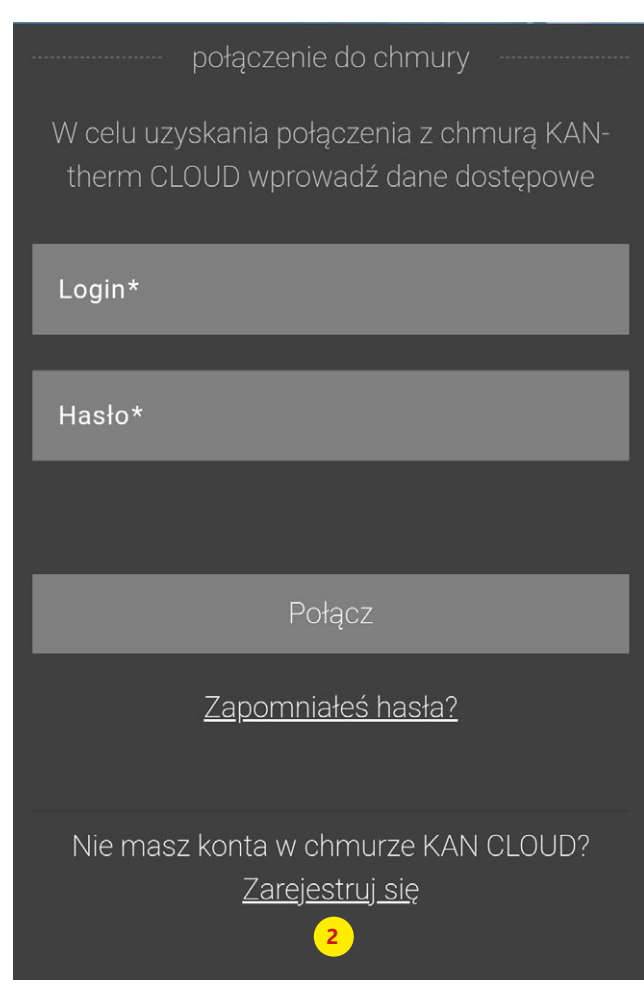 połączenie do chmury
W celu uzyskania połączenia z chmurą KAN-
therm CLOUD wprowadź dane dostępowe
Login*
Hasło*
Połącz
Zapomniałeś hasła?
Nie masz konta w chmurze KAN CLOUD?
Zarejestruj się
2